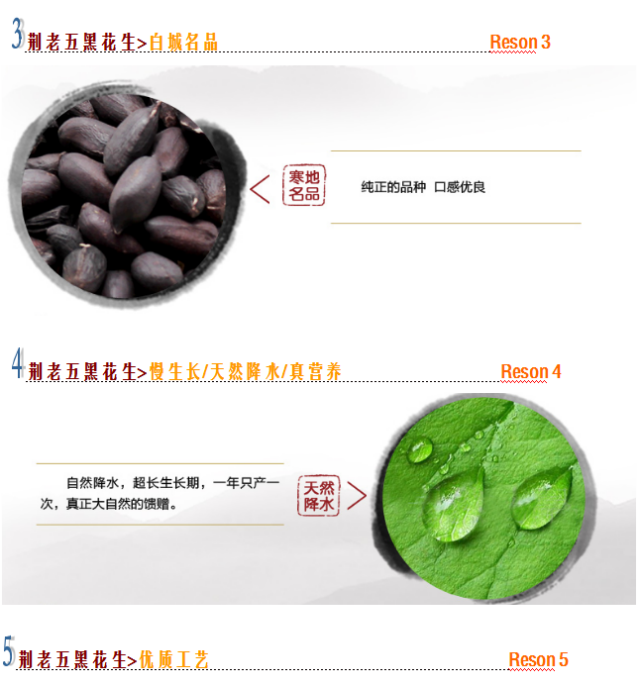 3 荆老五黑花生>白城名品 Reson 3
寒地
名品
纯正的品种 口感优良
4 荆老五黑花生>慢生长/天然降水/真营养 Reson 4
自然降水，超长生长期，一年只产一
次，真正大自然的馈赠。
天然
降水
5 荆老五黑花生>优质工艺 Reson 5